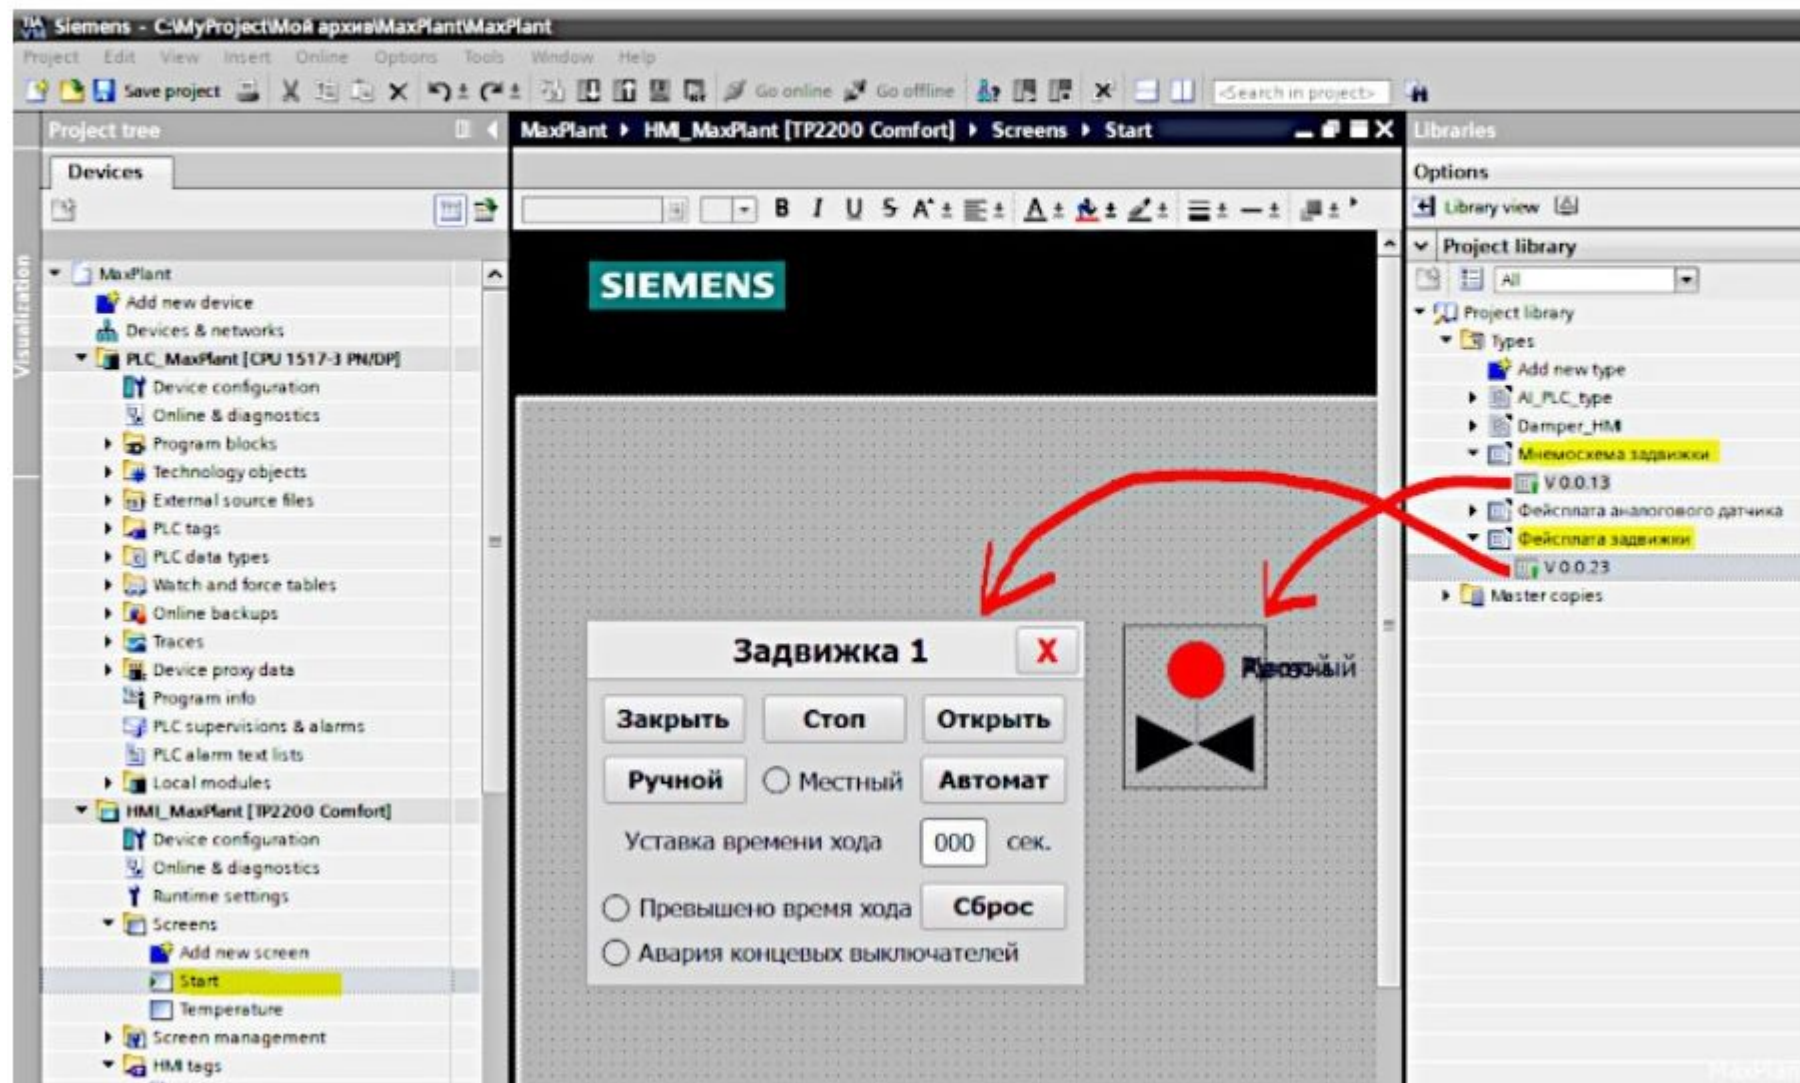 Siemens - C:\MyProject\Мой архив\MaxPlant\MaxPlant
Project Edit View Insert Online Options Tools Window Help
Save project Go online Go offline <Search in project>
Project tree
Devices
Visualization
MaxPlant
Add new device
Devices & networks
PLC_MaxPlant [CPU 1517-3 PN/DP]
Device configuration
Online & diagnostics
Program blocks
Technology objects
External source files
PLC tags
PLC data types
Watch and force tables
Online backups
Traces
Device proxy data
Program info
PLC supervisions & alarms
PLC alarm text lists
Local modules
HMI_MaxPlant [TP2200 Comfort]
Device configuration
Online & diagnostics
Runtime settings
Screens
Add new screen
Start
Temperature
Screen management
HMI tags
MaxPlant HMI_MaxPlant [TP2200 Comfort] Screens Start
B I U S A A
SIEMENS
Задвижка 1 X
Закрыть Стоп Открыть
Ручной Местный Автомат
Уставка времени хода 000 сек.
Превышено время хода Сброс
Авария концевых выключателей
Libraries
Options
Library view
Project library
All
Project library
Types
Add new type
AI_PLC_type
Damper_HMI
Мнемосхема задвижки
V 0.0.13
Фейсплата аналогового датчика
Фейсплата задвижки
V 0.0.23
Master copies